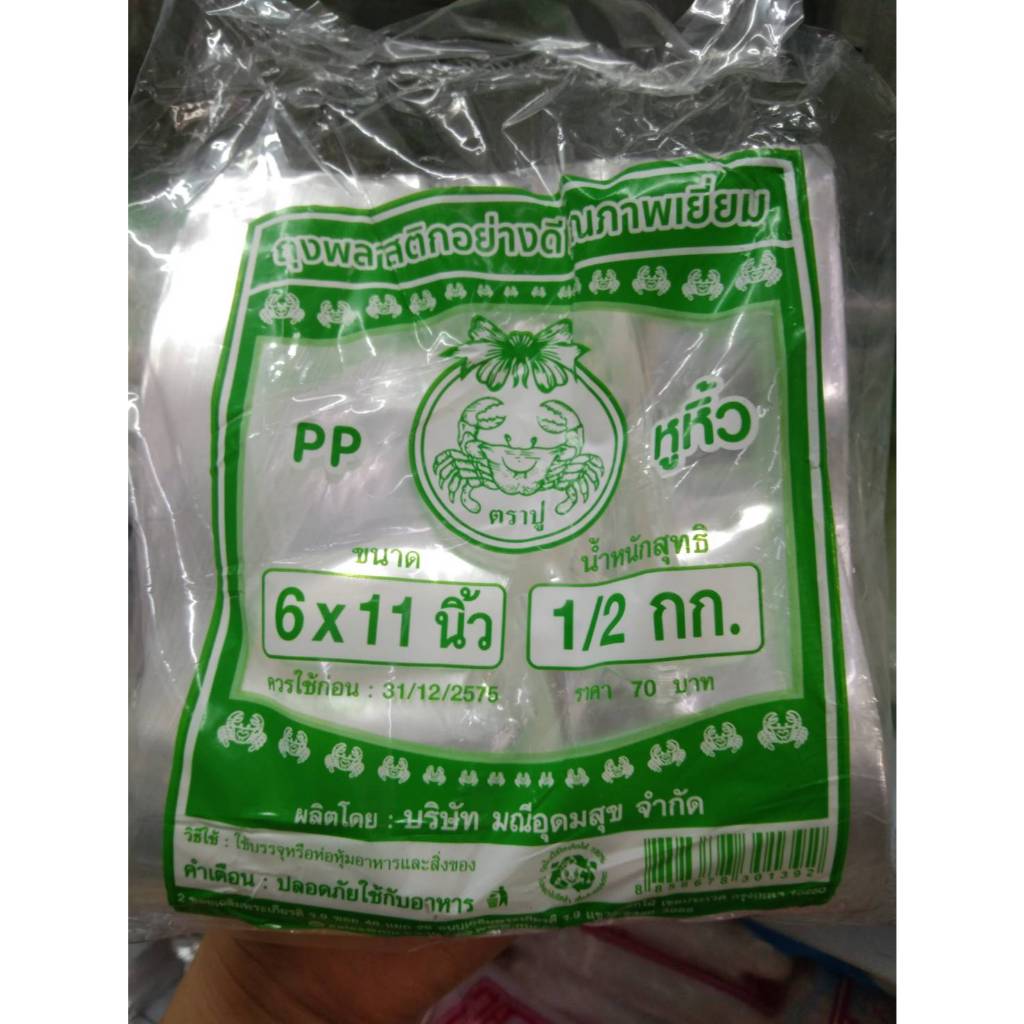 ถุงพลาสติกอย่างดี คุณภาพเยี่ยม
PP
หูหิ้ว
ตราปู
ขนาด
6 x 11 นิ้ว
น้ำหนักสุทธิ
1/2 กก.
ควรใช้ก่อน : 31/12/2575
ราคา 70 บาท
ผลิตโดย : บริษัท มณีอุดมสุข จำกัด
วิธีใช้ : ใช้บรรจุหรือห่อหุ้มอาหารและสิ่งของ
คำเตือน : ปลอดภัยใช้กับอาหาร